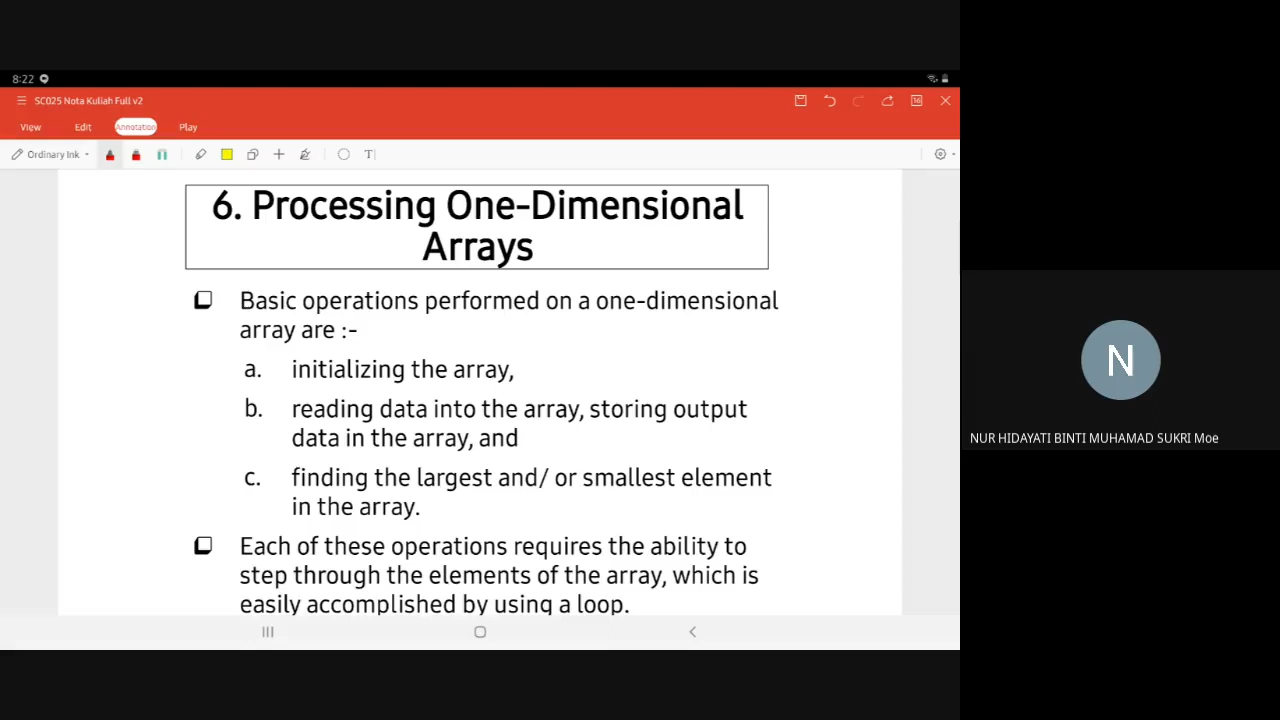 8:22
SC025 Nota Kuliah Full v2
16
View Edit Annotation Play
Ordinary Ink
T
6. Processing One-Dimensional
Arrays
Basic operations performed on a one-dimensional
array are :-
a. initializing the array,
b. reading data into the array, storing output
data in the array, and
c. finding the largest and/ or smallest element
in the array.
Each of these operations requires the ability to
step through the elements of the array, which is
easily accomplished by using a loop.
N
NUR HIDAYATI BINTI MUHAMAD SUKRI Moe